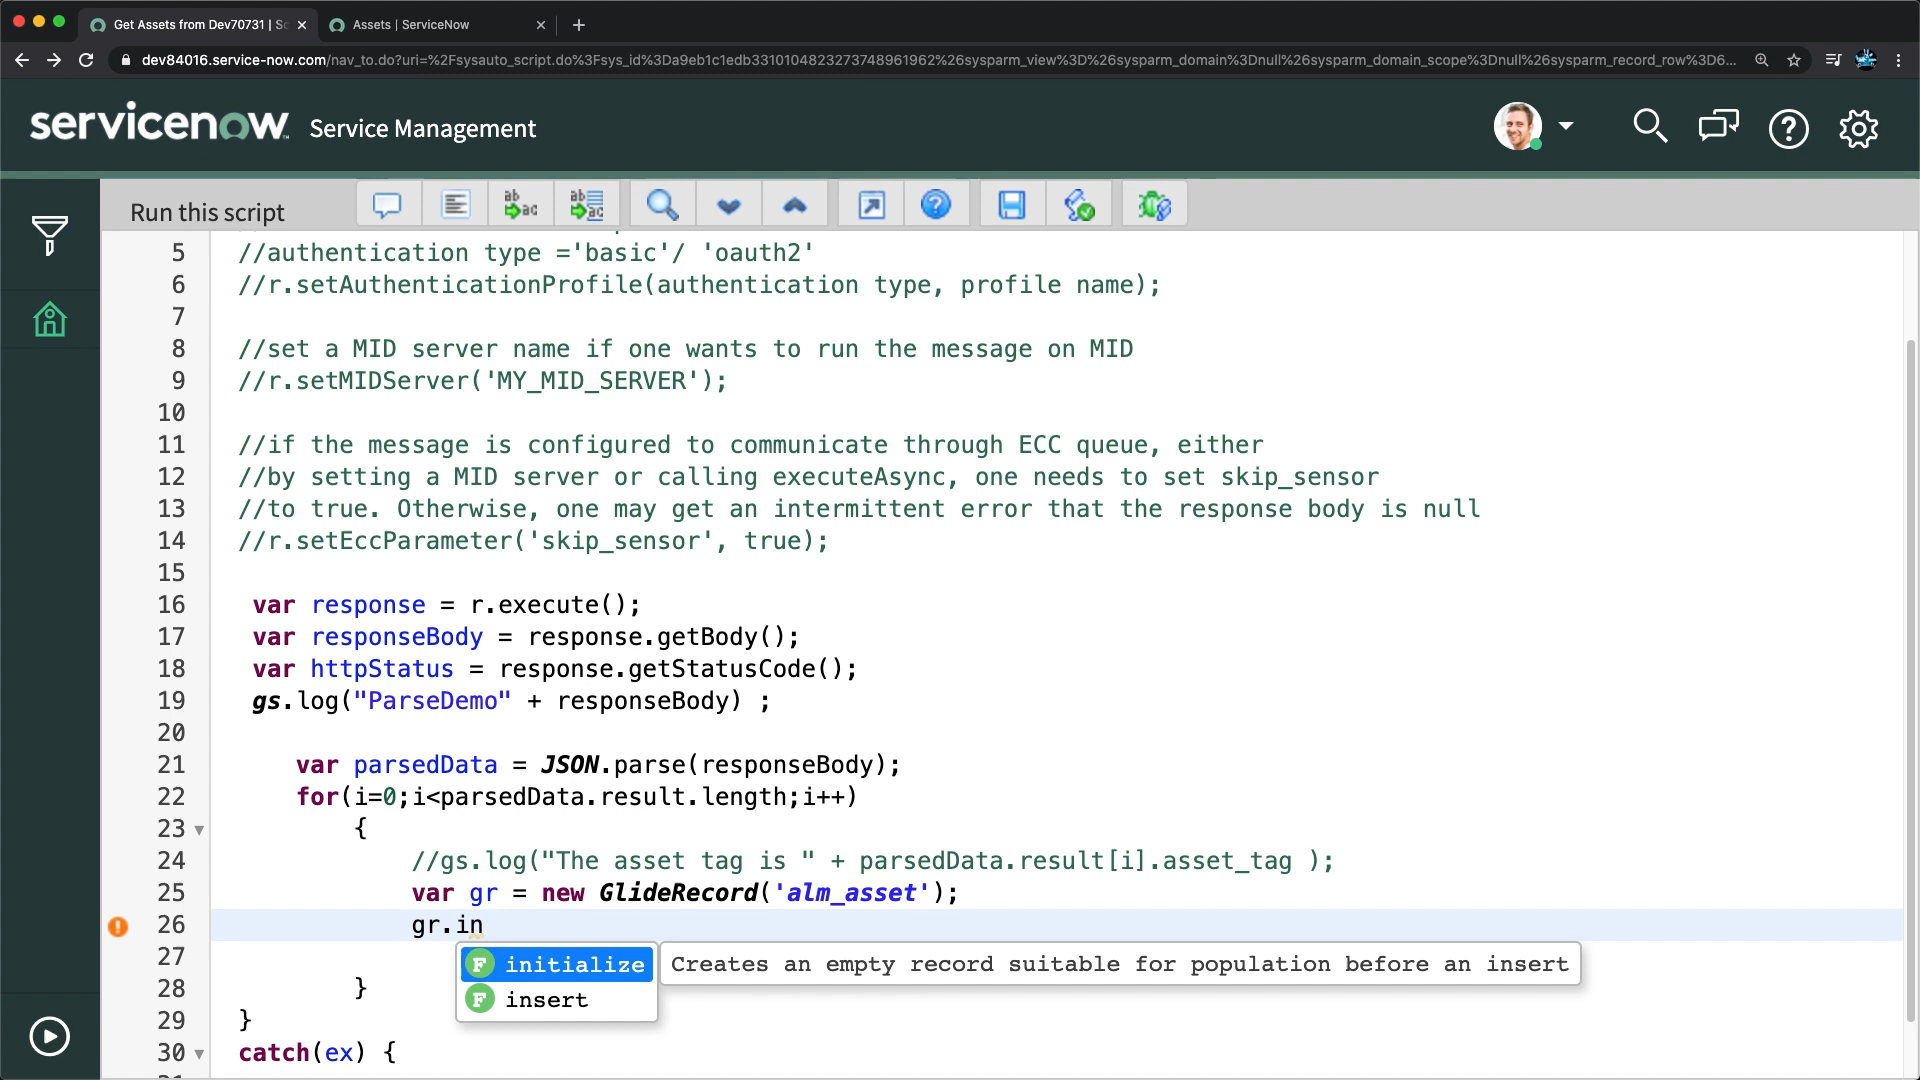 Get Assets from Dev70731 | Sc
Assets | ServiceNow
dev84016.service-now.com/nav_to.do?uri=%2Fsysauto_script.do%3Fsys_id%3Da9eb1c1edb3310104823273748961962%26sysparm_view%3D%26sysparm_domain%3Dnull%26sysparm_domain_scope%3Dnull%26sysparm_record_row%3D6...
servicenow Service Management
Run this script
5 //authentication type ='basic'/ 'oauth2'
6 //r.setAuthenticationProfile(authentication type, profile name);
7
8 //set a MID server name if one wants to run the message on MID
9 //r.setMIDServer('MY_MID_SERVER');
10
11 //if the message is configured to communicate through ECC queue, either
12 //by setting a MID server or calling executeAsync, one needs to set skip_sensor
13 //to true. Otherwise, one may get an intermittent error that the response body is null
14 //r.setEccParameter('skip_sensor', true);
15
16 var response = r.execute();
17 var responseBody = response.getBody();
18 var httpStatus = response.getStatusCode();
19 gs.log("ParseDemo" + responseBody) ;
20
21 var parsedData = JSON.parse(responseBody);
22 for(i=0;i<parsedData.result.length;i++)
23 {
24 //gs.log("The asset tag is " + parsedData.result[i].asset_tag );
25 var gr = new GlideRecord('alm_asset');
26 gr.in
27
F initialize Creates an empty record suitable for population before an insert
F insert
28 }
29 }
30 catch(ex) {